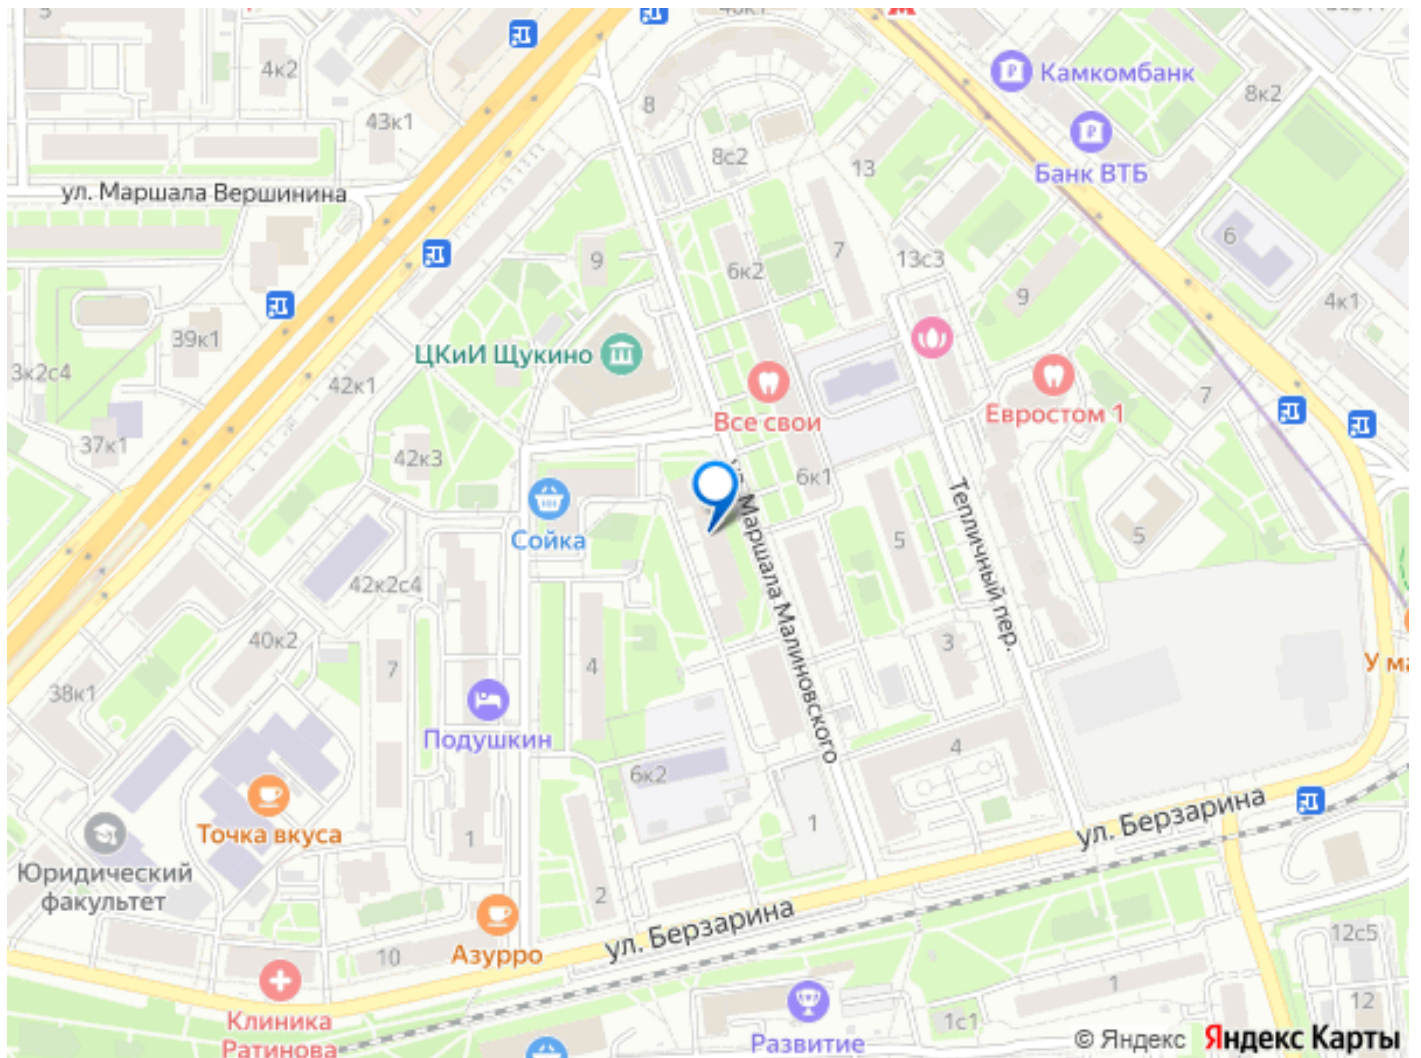 5
4к2
43к1
8
8с2
Камкомбанк
8к2
Банк ВТБ
13
ул. Маршала Вершинина
9
6к2
7
13с3
6
9
4к1
39к1
3к2с4
42к1
ЦКиИ Щукино
Все свои
Евростом 1
7
37к1
42к3
6к1
Сойка
ул. Маршала Малиновского
Тепличный пер.
5
5
42к2с4
40к2
7
4
3
38к1
У ма
Подушкин
6к2
4
Точка вкуса
1
1
ул. Берзарина
Юридический
факультет
2
Азурро
10
ул. Берзарина
12с5
Клиника
Ратинова
Развитие
1с1
1
12
© Яндекс Яндекс Карты